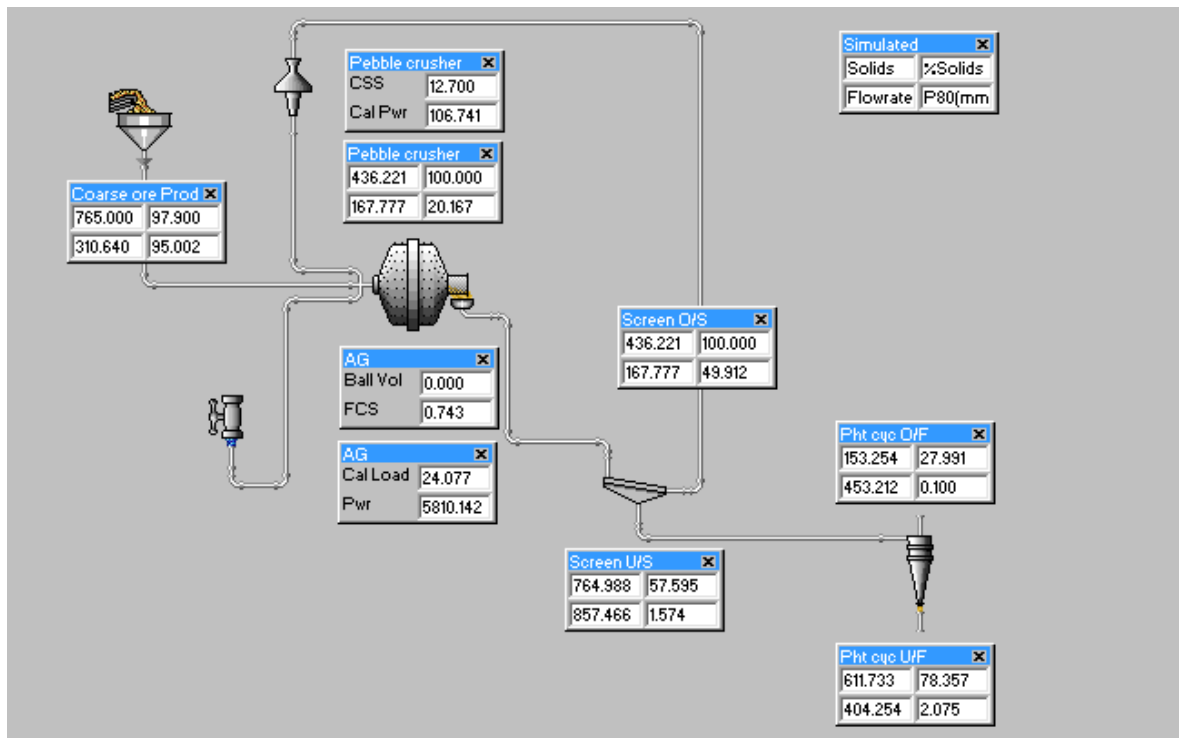 Pebble crusher
CSS 12.700
Cal Pwr 106.741
Simulated
Solids %Solids
Flowrate P80(mm
Pebble crusher
436.221 100.000
167.777 20.167
Coarse ore Prod
765.000 97.900
310.640 95.002
Screen O/S
436.221 100.000
167.777 49.912
AG
Ball Vol 0.000
FCS 0.743
AG
Cal Load 24.077
Pwr 5810.142
Pht cyc O/F
153.254 27.991
453.212 0.100
Screen U/S
764.988 57.595
857.466 1.574
Pht cyc U/F
611.733 78.357
404.254 2.075